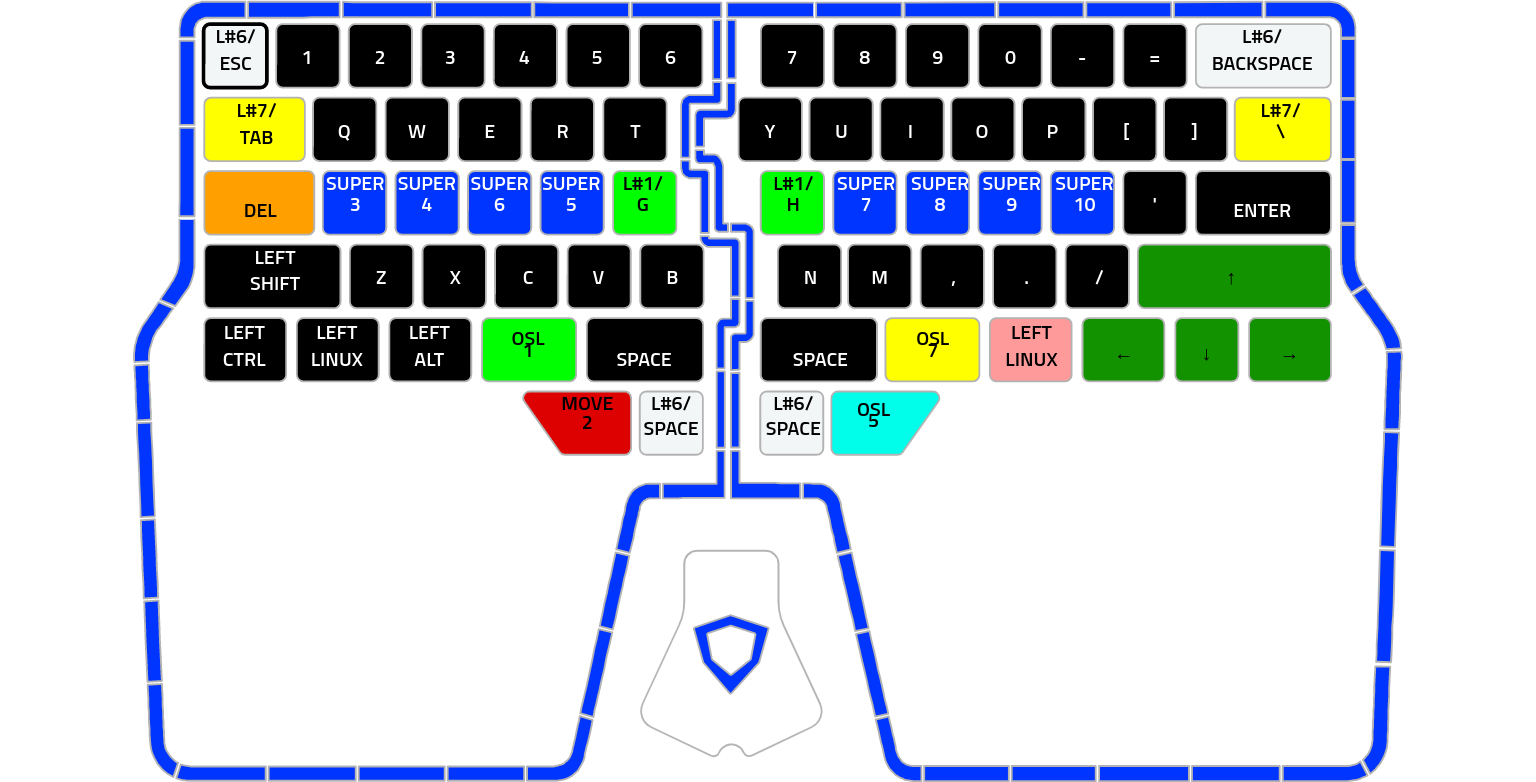 L#6/ ESC 1 2 3 4 5 6 7 8 9 0 - = L#6/ BACKSPACE
L#7/ TAB Q W E R T Y U I O P [ ] L#7/ \
DEL SUPER 3 SUPER 4 SUPER 6 SUPER 5 L#1/ G L#1/ H SUPER 7 SUPER 8 SUPER 9 SUPER 10 ' ENTER
LEFT SHIFT Z X C V B N M , . / ↑
LEFT CTRL LEFT LINUX LEFT ALT OSL 1 SPACE SPACE OSL 7 LEFT LINUX ← ↓ →
MOVE 2 L#6/ SPACE L#6/ SPACE OSL 5